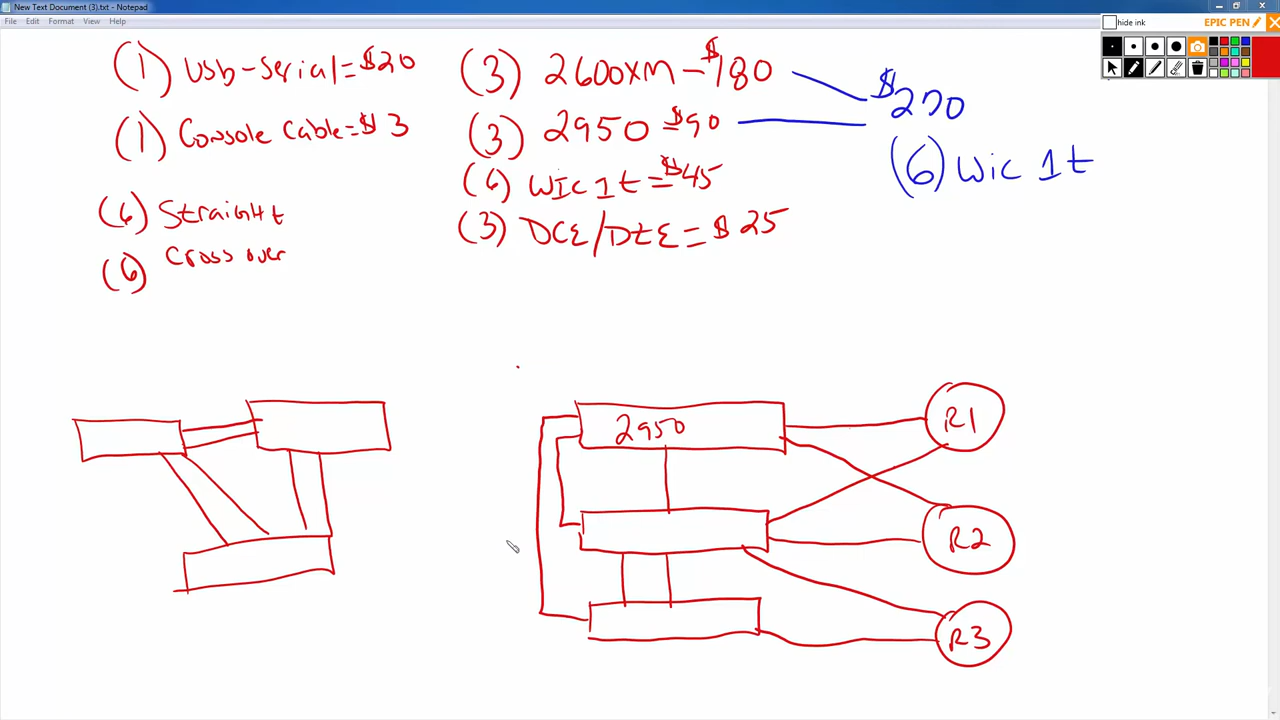 New Text Document (3).txt - Notepad
File Edit Format View Help
hide ink
EPIC PEN
(1) Usb-Serial=$20
(1) Console Cable=$3
(6) Straight
(6) Cross over
(3) 2600XM-$180
(3) 2950=$90
(6) WIC 1t=$45
(3) DCE/DTE=$25
$270
(6) Wic 1t
2950
R1
R2
R3